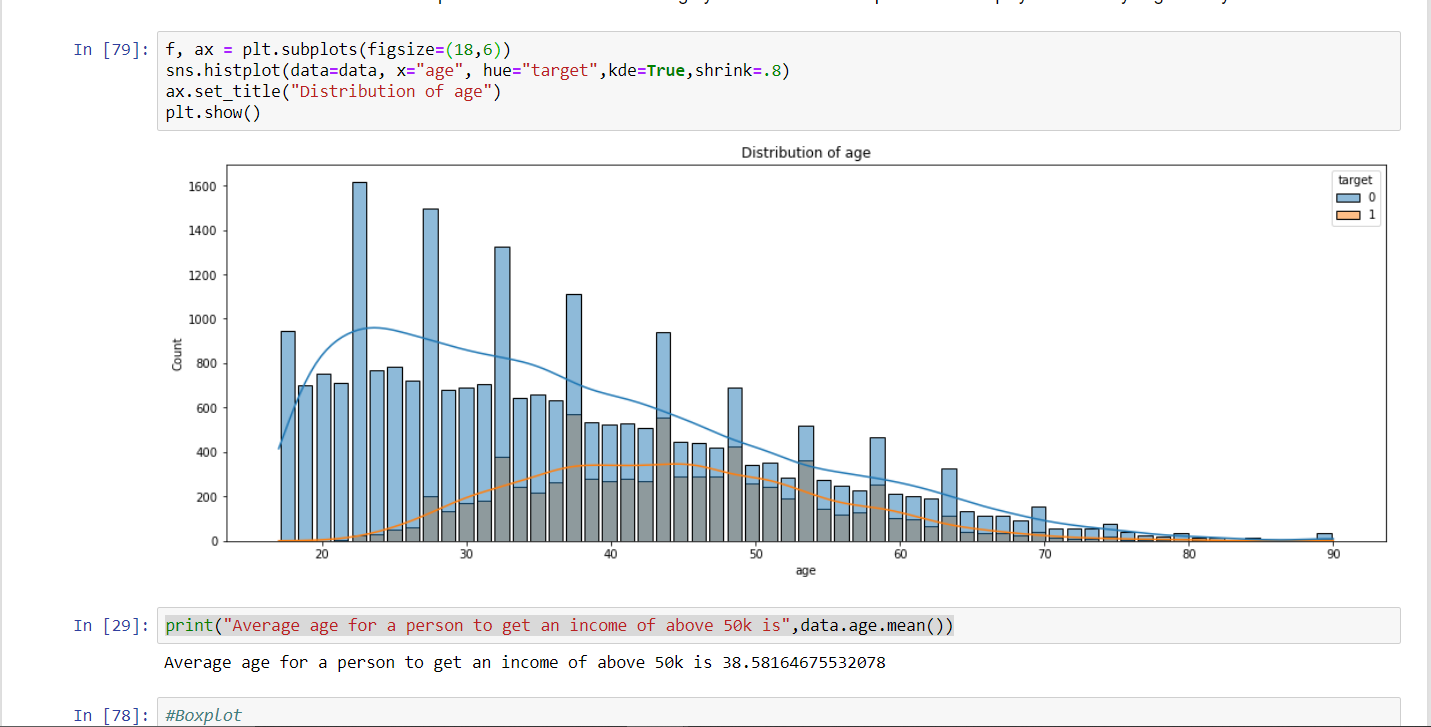 In [79]: f, ax = plt.subplots(figsize=(18,6))
sns.histplot(data=data, x="age", hue="target",kde=True,shrink=.8)
ax.set_title("Distribution of age")
plt.show()
Distribution of age
target
0
1
1600
1400
1200
1000
800
600
400
200
0
Count
20 30 40 50 60 70 80 90
age
In [29]: print("Average age for a person to get an income of above 50k is",data.age.mean())
Average age for a person to get an income of above 50k is 38.58164675532078
In [78]: #Boxplot